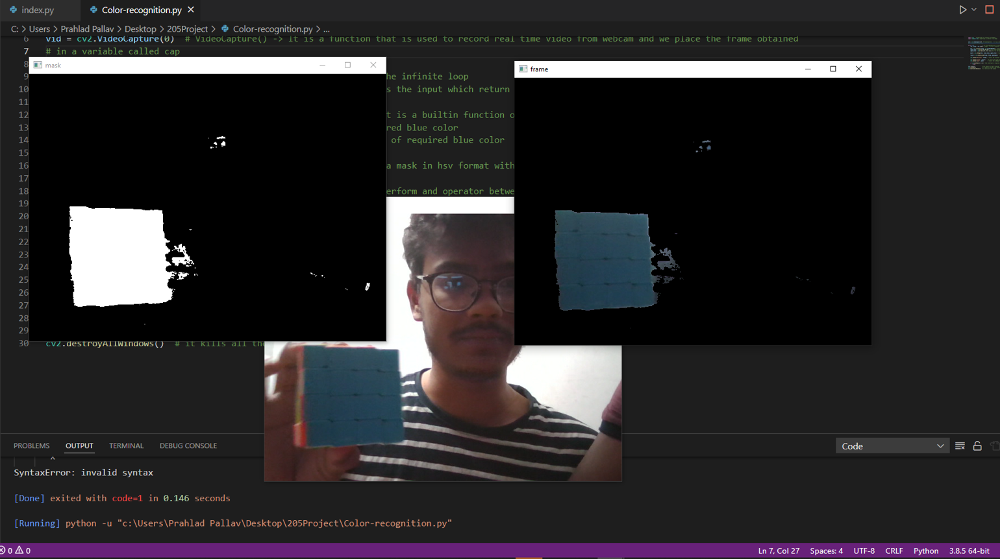 index.py
Color-recognition.py
C: > Users > Prahlad Pallav > Desktop > 205Project > Color-recognition.py > ...
6 vid = cv2.VideoCapture(0) # VideoCapture() -> It is a function that is used to record real time video from webcam and we place the frame obtained
7 # in a variable called cap
8
mask
frame
9 he infinite loop
10 s the input which return
11
12 t is a builtin function
13 red blue color
14 of required blue color
15
16 a mask in hsv format with
17
18 erform and operator betwe
19
20
21
22
23
24
25
26
27
28
29
30 cv2.destroyAllWindows() # it kills all the
PROBLEMS OUTPUT TERMINAL DEBUG CONSOLE
Code
^
SyntaxError: invalid syntax
[Done] exited with code=1 in 0.146 seconds
[Running] python -u "c:\Users\Prahlad Pallav\Desktop\205Project\Color-recognition.py"
0 0
Ln 7, Col 27 Spaces: 4 UTF-8 CRLF Python 3.8.5 64-bit